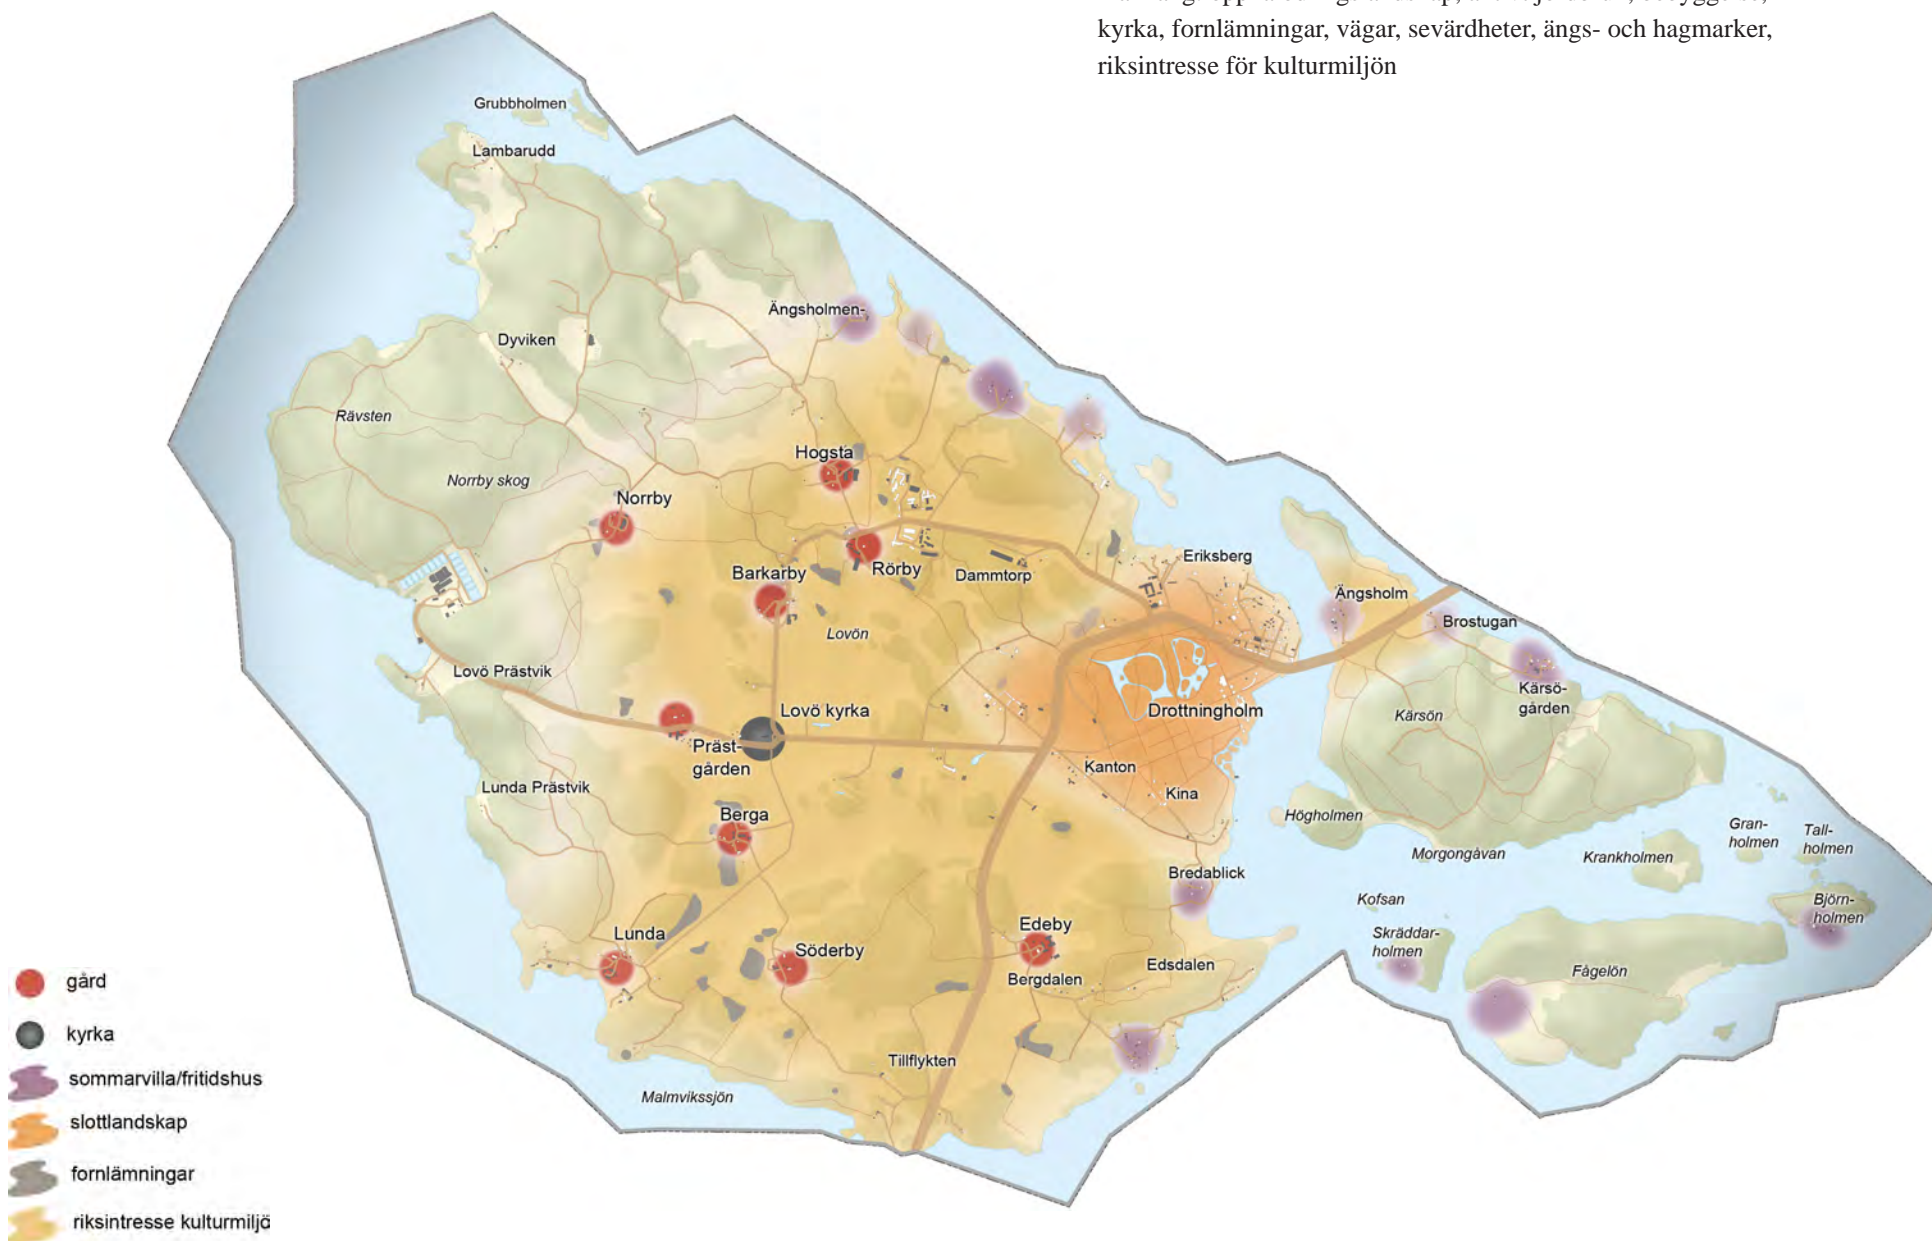 kyrka, fornlämningar, vägar, sevärdheter, ängs- och hagmarker,
riksintresse för kulturmiljön
Grubbholmen
Lambarudd
Ängsholmen-
Dyviken
Rävsten
Hogsta
Norrby skog
Norrby
Eriksberg
Rörby
Barkarby
Dammtorp
Ängsholm
Brostugan
Lovön
Lovö Prästvik
Kärsö-
gården
Lovö kyrka
Drottningholm
Kärsön
Präst-
gården
Kanton
Lunda Prästvik
Kina
Berga
Högholmen
Gran-
holmen
Tall-
holmen
Morgongåvan
Krankholmen
Bredablick
Kofsan
Björn-
holmen
Lunda
Edeby
Skräddar-
holmen
Söderby
Edsdalen
Fågelön
Bergdalen
Tillflykten
Malmvikssjön
gård
kyrka
sommarvilla/fritidshus
slottlandskap
fornlämningar
riksintresse kulturmiljö